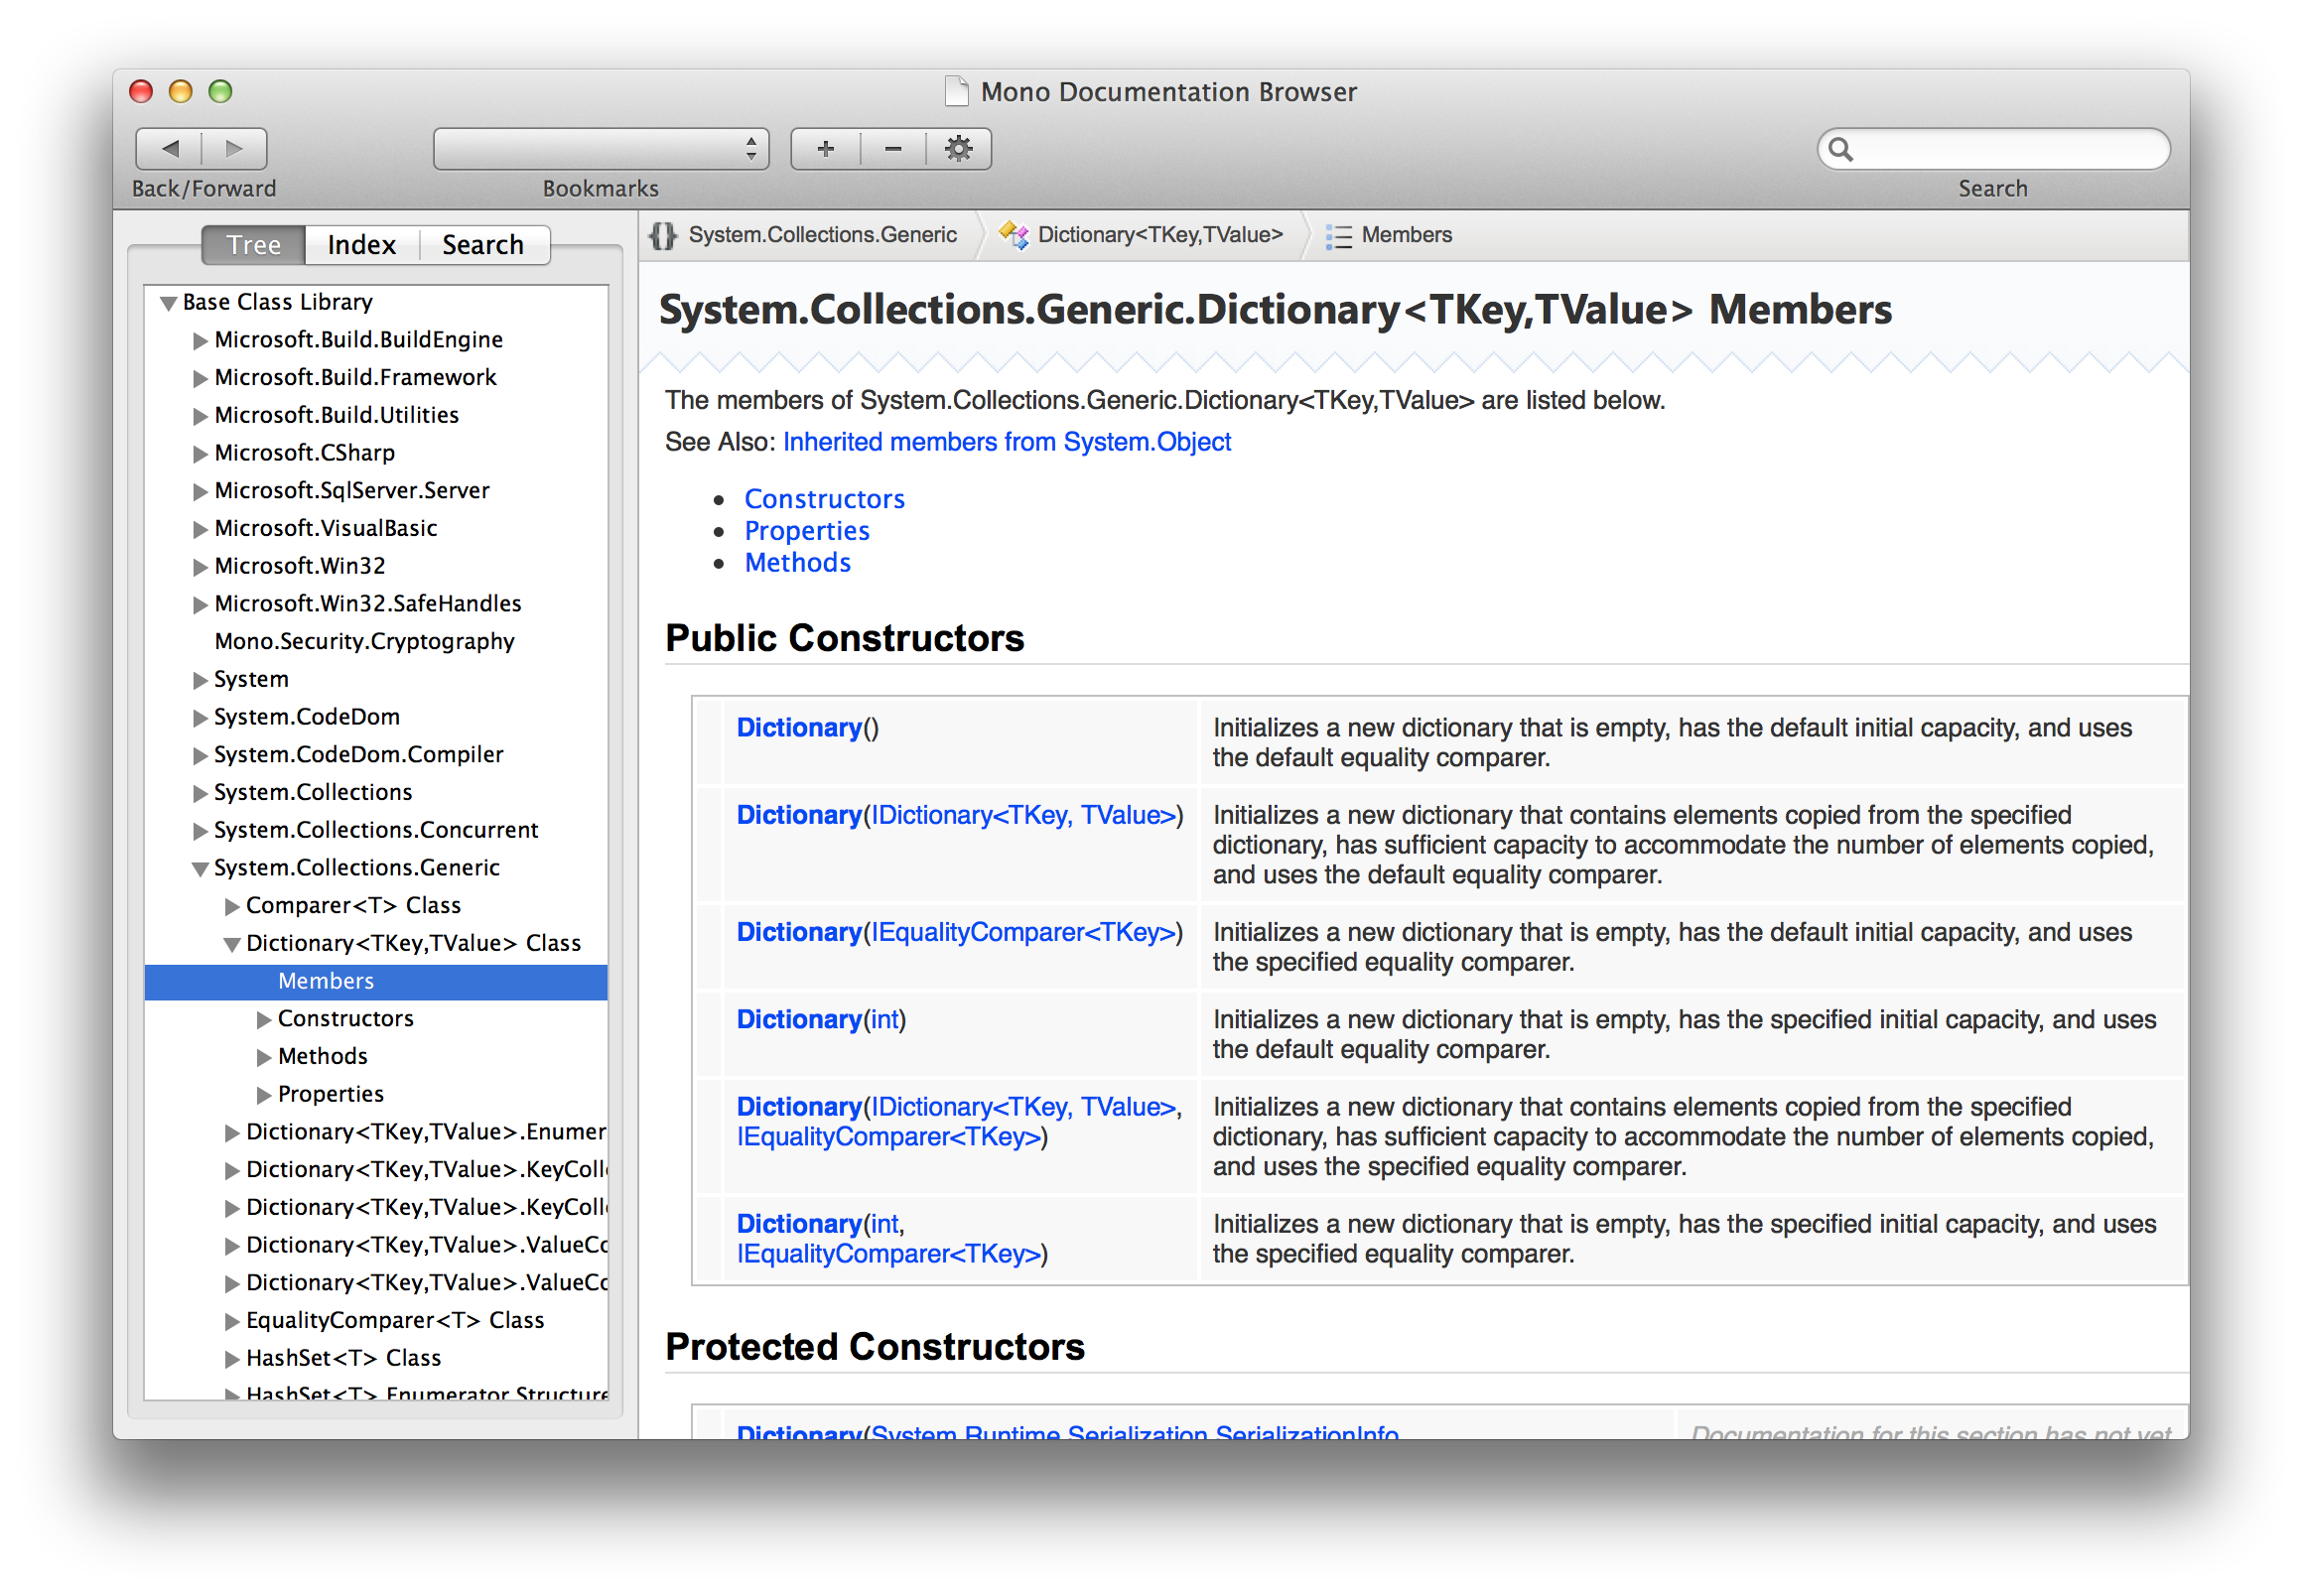 Mono Documentation Browser
Back/Forward
Bookmarks
Search
Tree
Index
Search
Base Class Library
Microsoft.Build.BuildEngine
Microsoft.Build.Framework
Microsoft.Build.Utilities
Microsoft.CSharp
Microsoft.SqlServer.Server
Microsoft.VisualBasic
Microsoft.Win32
Microsoft.Win32.SafeHandles
Mono.Security.Cryptography
System
System.CodeDom
System.CodeDom.Compiler
System.Collections
System.Collections.Concurrent
System.Collections.Generic
Comparer<T> Class
Dictionary<TKey,TValue> Class
Members
Constructors
Methods
Properties
Dictionary<TKey,TValue>.Enumer
Dictionary<TKey,TValue>.KeyColl
Dictionary<TKey,TValue>.KeyColl
Dictionary<TKey,TValue>.ValueCo
Dictionary<TKey,TValue>.ValueCo
EqualityComparer<T> Class
HashSet<T> Class
HashSet<T>.Enumerator Structure
System.Collections.Generic
Dictionary<TKey,TValue>
Members
System.Collections.Generic.Dictionary<TKey,TValue> Members
The members of System.Collections.Generic.Dictionary<TKey,TValue> are listed below.
See Also: Inherited members from System.Object
• Constructors
• Properties
• Methods
Public Constructors
Dictionary()
Initializes a new dictionary that is empty, has the default initial capacity, and uses
the default equality comparer.
Dictionary(IDictionary<TKey, TValue>)
Initializes a new dictionary that contains elements copied from the specified
dictionary, has sufficient capacity to accommodate the number of elements copied,
and uses the default equality comparer.
Dictionary(IEqualityComparer<TKey>)
Initializes a new dictionary that is empty, has the default initial capacity, and uses
the specified equality comparer.
Dictionary(int)
Initializes a new dictionary that is empty, has the specified initial capacity, and uses
the default equality comparer.
Dictionary(IDictionary<TKey, TValue>,
IEqualityComparer<TKey>)
Initializes a new dictionary that contains elements copied from the specified
dictionary, has sufficient capacity to accommodate the number of elements copied,
and uses the specified equality comparer.
Dictionary(int,
IEqualityComparer<TKey>)
Initializes a new dictionary that is empty, has the specified initial capacity, and uses
the specified equality comparer.
Protected Constructors
Dictionary(System.Runtime.Serialization.SerializationInfo,
Documentation for this section has not yet